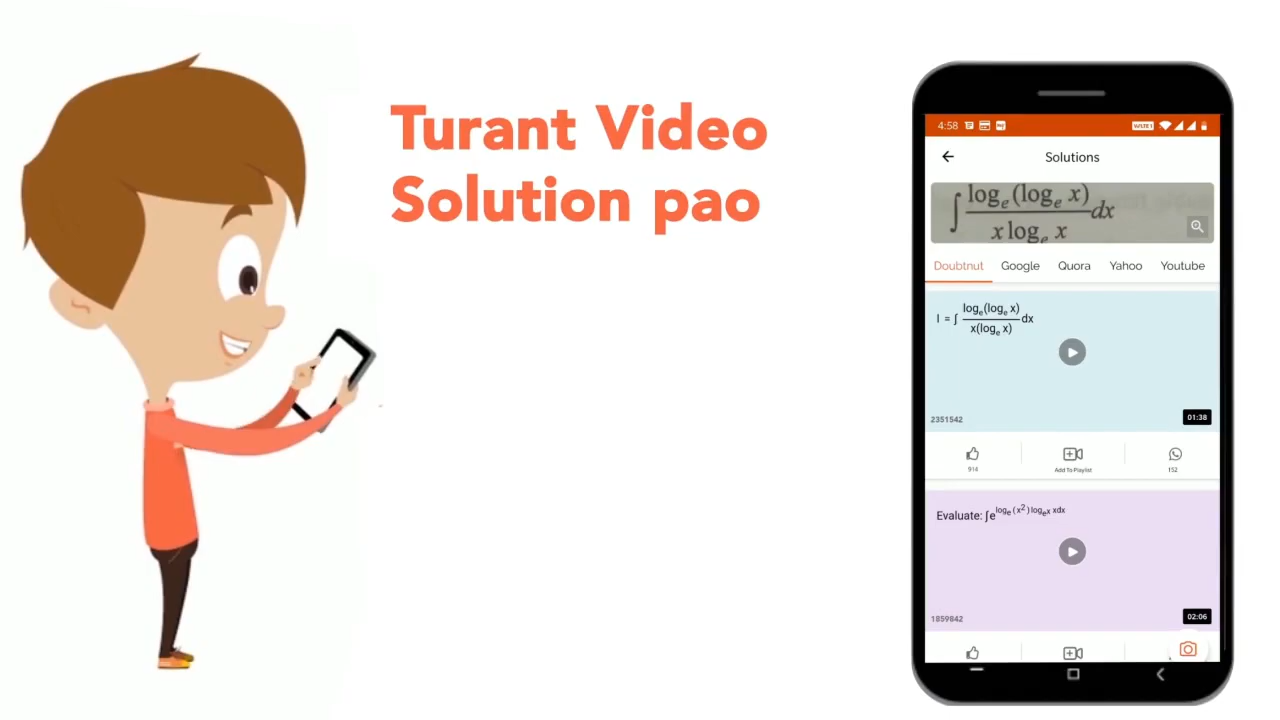 Turant Video
Solution pao
4:58
Solutions
∫ logₑ(logₑ x) / x logₑ x dx
Doubtnut Google Quora Yahoo Youtube
I = ∫ logₑ(logₑ x) / x(logₑ x) dx
2351542 01:38
914 Add To Playlist 152
Evaluate: ∫e^logₑ(x²)logₑx xdx
1859842 02:06